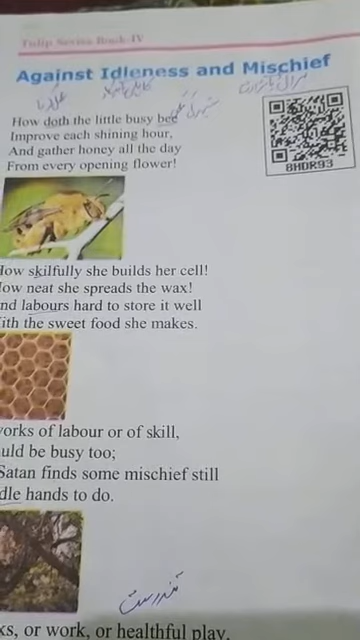 Tulip Series Book-IV
Against Idleness and Mischief
How doth the little busy bee
Improve each shining hour,
And gather honey all the day
From every opening flower!
8HDR93
How skilfully she builds her cell!
How neat she spreads the wax!
nd labours hard to store it well
ith the sweet food she makes.
works of labour or of skill,
uld be busy too;
Satan finds some mischief still
dle hands to do.
تندرست
ks, or work, or healthful play,